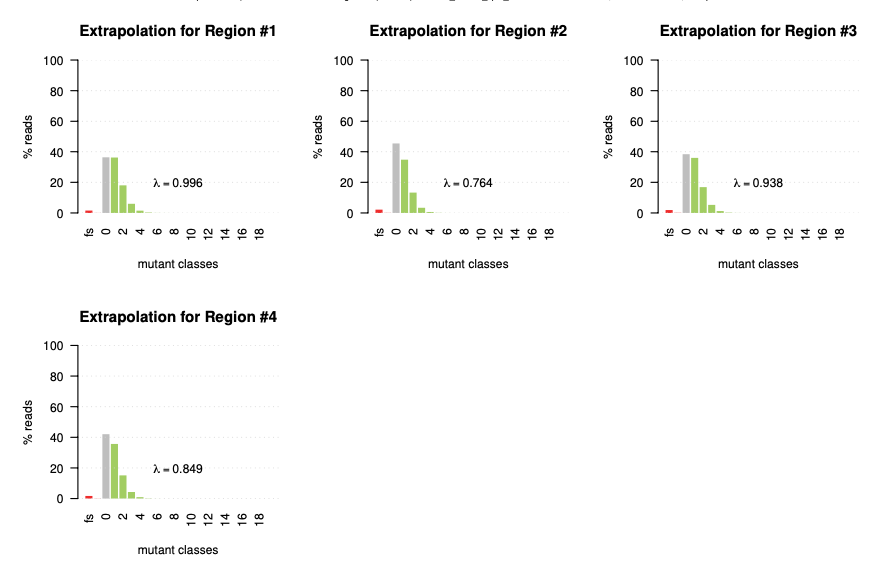 Extrapolation for Region #1
% reads
100
80
60
40
20
0
λ = 0.996
fs 0 2 4 6 8 10 12 14 16 18
mutant classes
Extrapolation for Region #2
% reads
100
80
60
40
20
0
λ = 0.764
fs 0 2 4 6 8 10 12 14 16 18
mutant classes
Extrapolation for Region #3
% reads
100
80
60
40
20
0
λ = 0.938
fs 0 2 4 6 8 10 12 14 16 18
mutant classes
Extrapolation for Region #4
% reads
100
80
60
40
20
0
λ = 0.849
fs 0 2 4 6 8 10 12 14 16 18
mutant classes